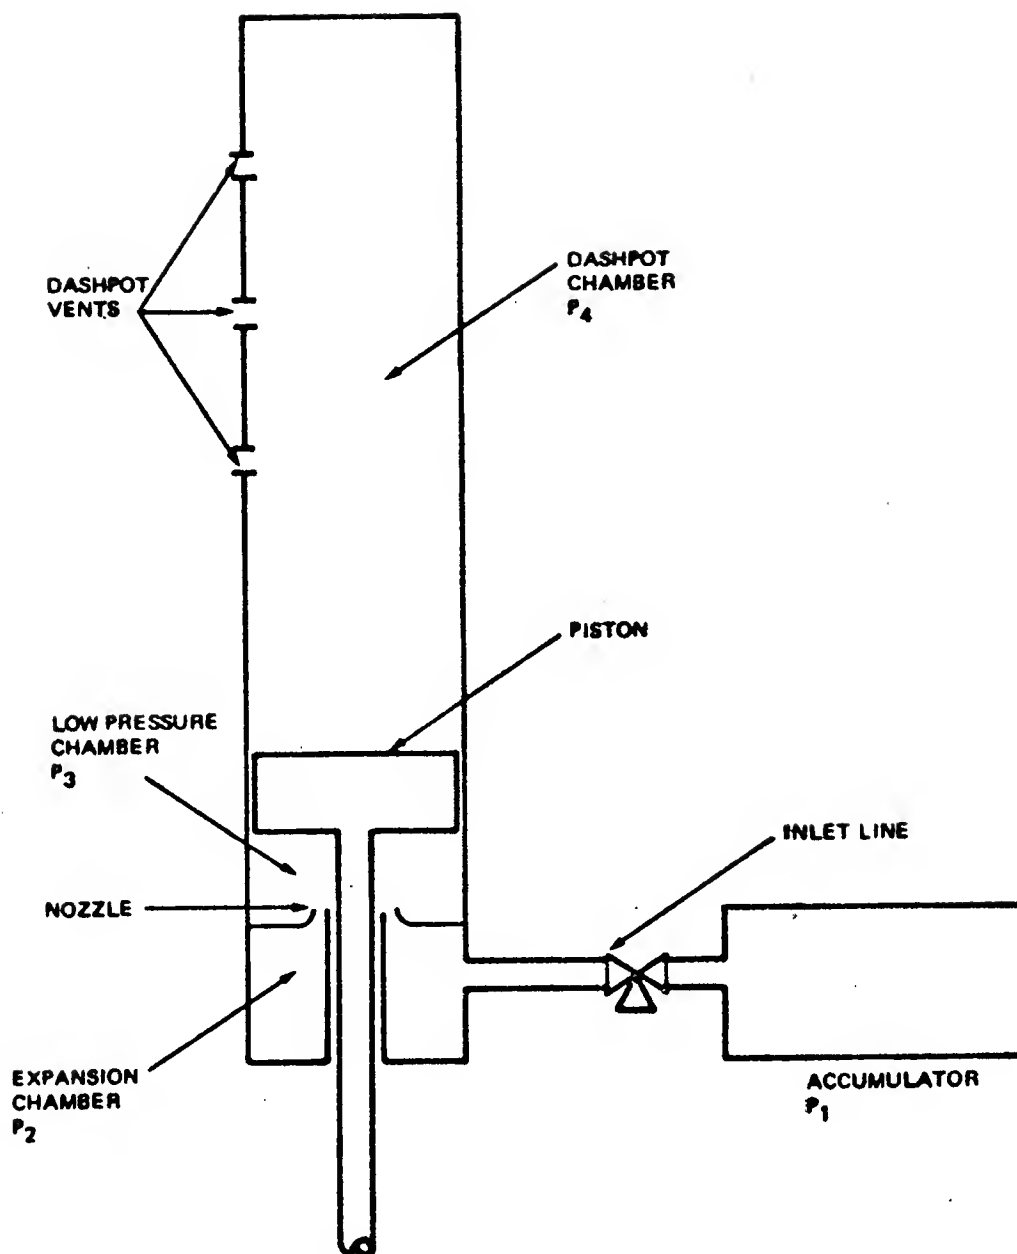 DASHPOT
VENTS
DASHPOT
CHAMBER
P4
PISTON
LOW PRESSURE
CHAMBER
P3
INLET LINE
NOZZLE
EXPANSION
CHAMBER
P2
ACCUMULATOR
P1